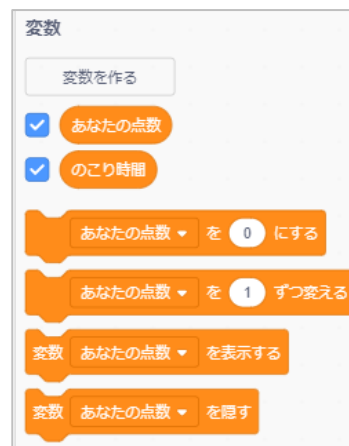 変数
変数を作る
あなたの点数
のこり時間
あなたの点数 を 0 にする
あなたの点数 を 1 ずつ変える
変数 あなたの点数 を表示する
変数 あなたの点数 を隠す